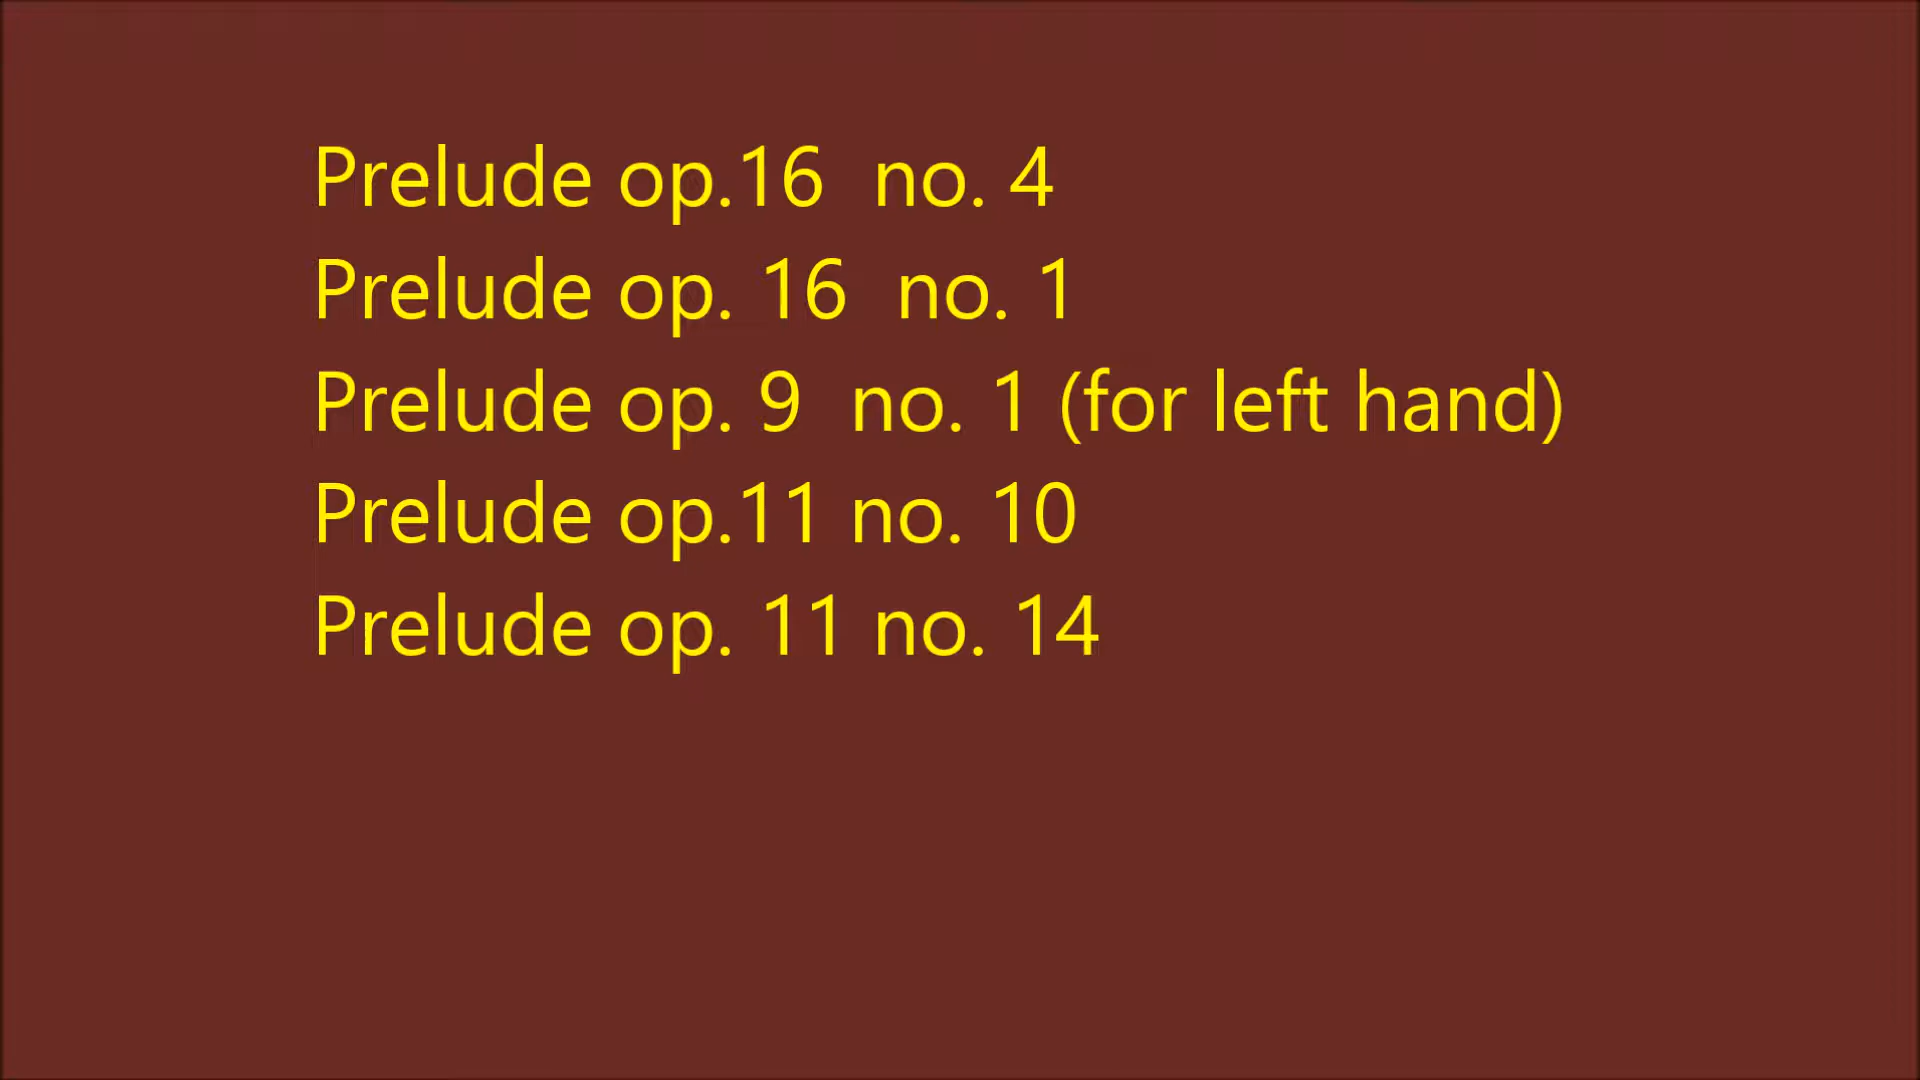 Prelude op.16  no. 4
Prelude op. 16  no. 1
Prelude op. 9  no. 1 (for left hand)
Prelude op.11 no. 10
Prelude op. 11 no. 14